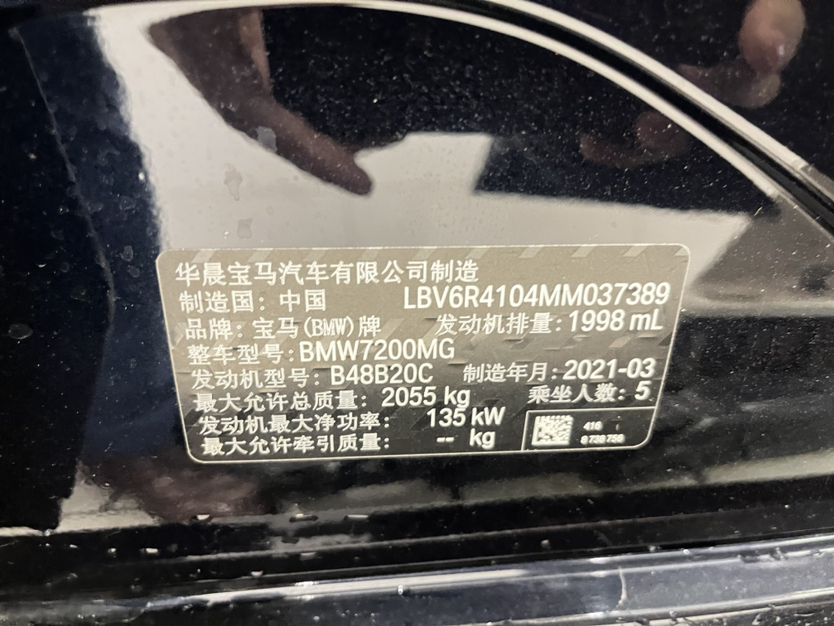 华晨宝马汽车有限公司制造
制造国：中国 LBV6R4104MM037389
品牌：宝马(BMW)牌 发动机排量：1998 mL
整车型号：BMW7200MG
发动机型号：B48B20C 制造年月：2021-03
最大允许总质量：2055 kg 乘坐人数：5
发动机最大净功率：135 kW
最大允许牵引质量：-- kg
416
8 738 756